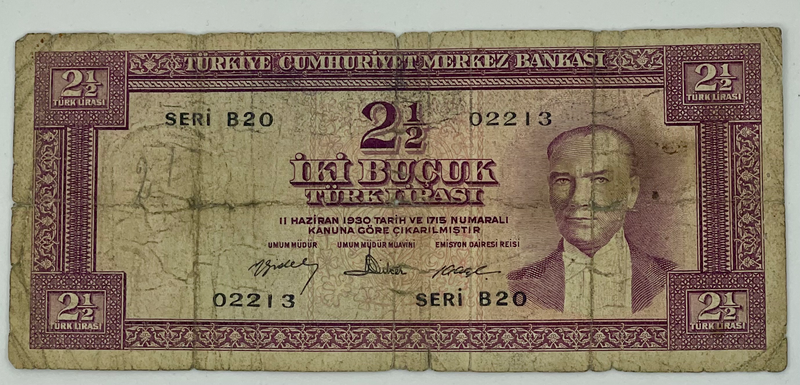 TÜRKİYE CUMHURİYET MERKEZ BANKASI
2½ TÜRK LİRASI
2½ TÜRK LİRASI
SERİ B20
2½
02213
İKİ BUÇUK
TÜRK LİRASI
11 HAZİRAN 1930 TARİH VE 1715 NUMARALI
KANUNA GÖRE ÇIKARILMIŞTIR
UMUM MÜDÜR UMUM MÜDÜR MUAVİNİ EMİSYON DAİRESİ REİSİ
02213 SERİ B20
2½ TÜRK LİRASI
2½ TÜRK LİRASI